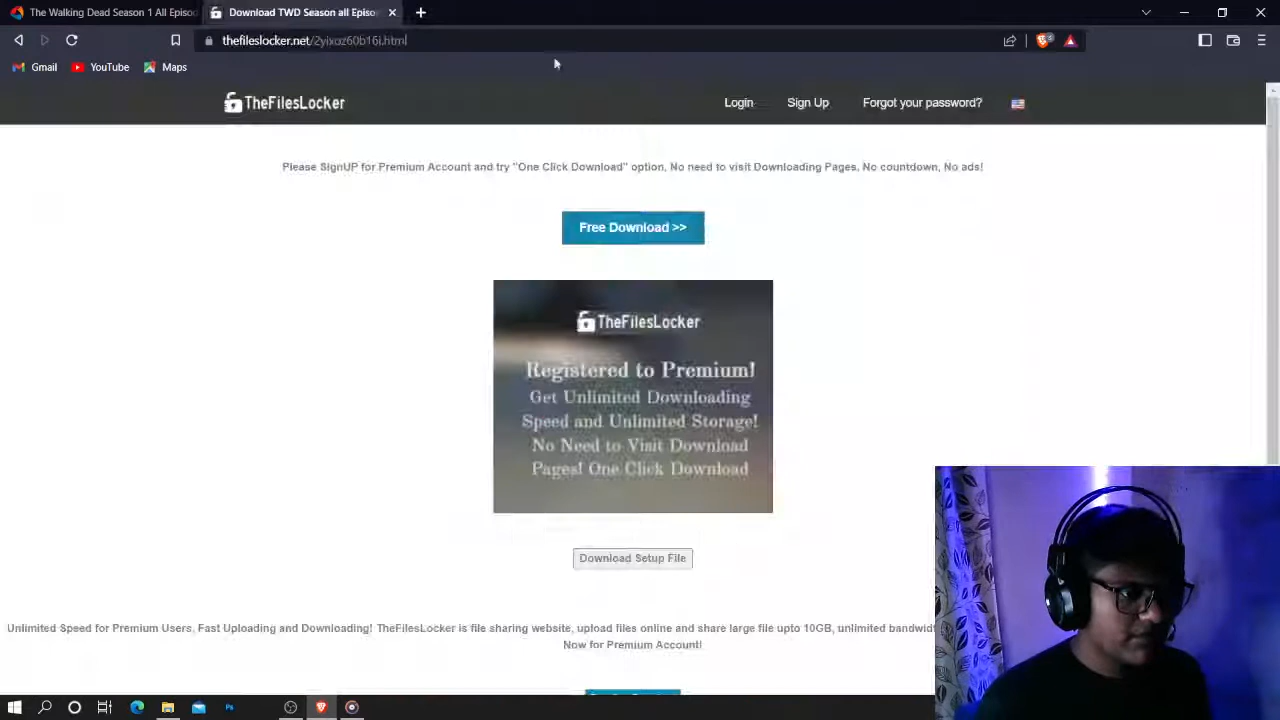 The Walking Dead Season 1 All Episo
Download TWD Season all Episo
thefileslocker.net/2yixoz60b16i.html
Gmail
YouTube
Maps
TheFilesLocker
Login
Sign Up
Forgot your password?
Please SignUP for Premium Account and try "One Click Download" option, No need to visit Downloading Pages, No countdown, No ads!
Free Download >>
TheFilesLocker
Registered to Premium!
Get Unlimited Downloading
Speed and Unlimited Storage!
No Need to Visit Download
Pages! One Click Download
Download Setup File
Unlimited Speed for Premium Users, Fast Uploading and Downloading! TheFilesLocker is file sharing website, upload files online and share large file upto 10GB, unlimited bandwid
Now for Premium Account!